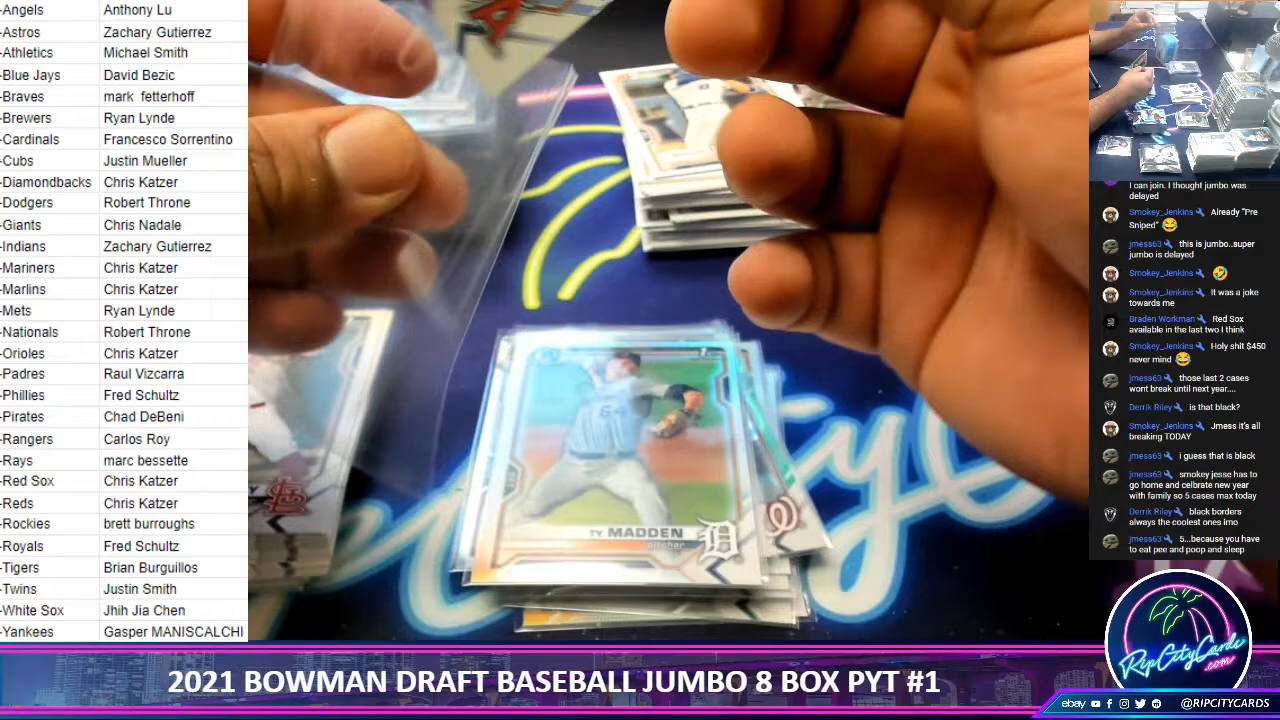 -Angels Anthony Lu
-Astros Zachary Gutierrez
-Athletics Michael Smith
-Blue Jays David Bezic
-Braves mark fetterhoff
-Brewers Ryan Lynde
-Cardinals Francesco Sorrentino
-Cubs Justin Mueller
-Diamondbacks Chris Katzer
-Dodgers Robert Throne
-Giants Chris Nadale
-Indians Zachary Gutierrez
-Mariners Chris Katzer
-Marlins Chris Katzer
-Mets Ryan Lynde
-Nationals Robert Throne
-Orioles Chris Katzer
-Padres Raul Vizcarra
-Phillies Fred Schultz
-Pirates Chad DeBeni
-Rangers Carlos Roy
-Rays marc bessette
-Red Sox Chris Katzer
-Reds Chris Katzer
-Rockies brett burroughs
-Royals Fred Schultz
-Tigers Brian Burguillos
-Twins Justin Smith
-White Sox Jhih Jia Chen
-Yankees Gasper MANISCALCHI
64
TY MADDEN
pitcher
I can join. I thought jumbo was
delayed
Smokey_Jenkins Already "Pre
Sniped" 😂
jmess63 this is jumbo..super
jumbo is delayed
Smokey_Jenkins 🤣
Smokey_Jenkins It was a joke
towards me
Braden Workman Red Sox
available in the last two I think
Smokey_Jenkins Holy shit $450
never mind 😂
jmess63 those last 2 cases
wont break until next year....
Derrik Riley is that black?
Smokey_Jenkins Jmess it's all
breaking TODAY
jmess63 i guess that is black
jmess63 smokey jesse has to
go home and celbrate new year
with family so 5 cases max today
Derrik Riley black borders
always the coolest ones imo
jmess63 5...because you have
to eat pee and poop and sleep
RipCityCards
.com
2021 BOWMAN DRAFT BASEBALL JUMBO 8 BOX PYT #1
ebay @RIPCITYCARDS